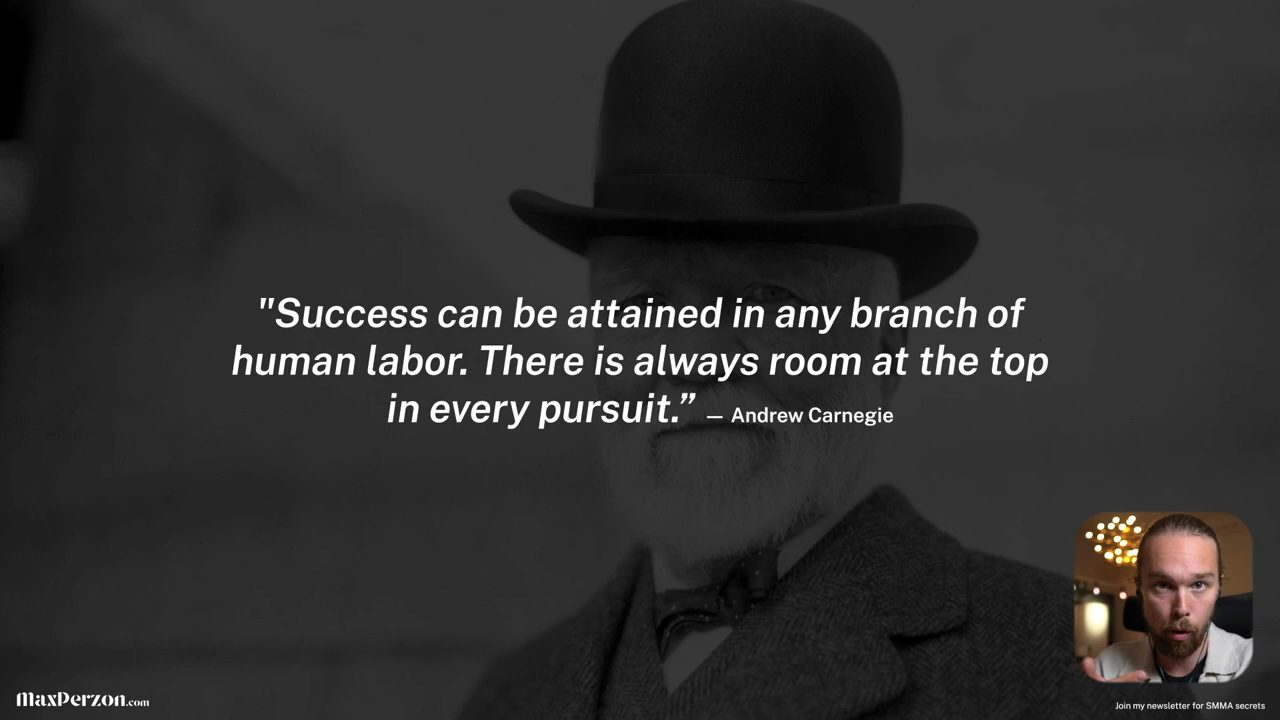 "Success can be attained in any branch of
human labor. There is always room at the top
in every pursuit.” — Andrew Carnegie
MaxPerzon.com
Join my newsletter for SMMA secrets